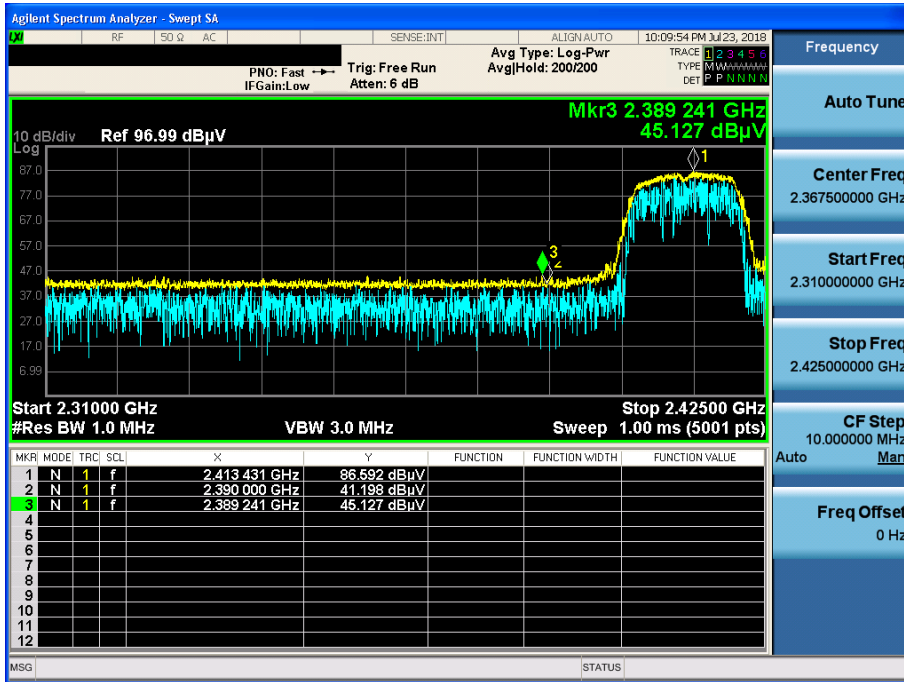 Agilent Spectrum Analyzer - Swept SA
LXI RF 50 Ω AC SENSE:INT ALIGN AUTO 10:09:54 PM Jul 23, 2018
PNO: Fast
IFGain:Low
Trig: Free Run
Atten: 6 dB
Avg Type: Log-Pwr
Avg|Hold: 200/200
TRACE 1 2 3 4 5 6
TYPE M WWWWWW
DET P P N N N N
Mkr3 2.389 241 GHz
45.127 dBµV
10 dB/div Ref 96.99 dBµV
Log
87.0
77.0
67.0
57.0
47.0
37.0
27.0
17.0
6.99
1
3
2
Start 2.31000 GHz Stop 2.42500 GHz
#Res BW 1.0 MHz VBW 3.0 MHz Sweep 1.00 ms (5001 pts)
MKR MODE TRC SCL X Y FUNCTION FUNCTION WIDTH FUNCTION VALUE
1 N 1 f 2.413 431 GHz 86.592 dBµV
2 N 1 f 2.390 000 GHz 41.198 dBµV
3 N 1 f 2.389 241 GHz 45.127 dBµV
4
5
6
7
8
9
10
11
12
MSG STATUS
Frequency
Auto Tune
Center Freq
2.367500000 GHz
Start Freq
2.310000000 GHz
Stop Freq
2.425000000 GHz
CF Step
10.000000 MHz
Auto Man
Freq Offset
0 Hz